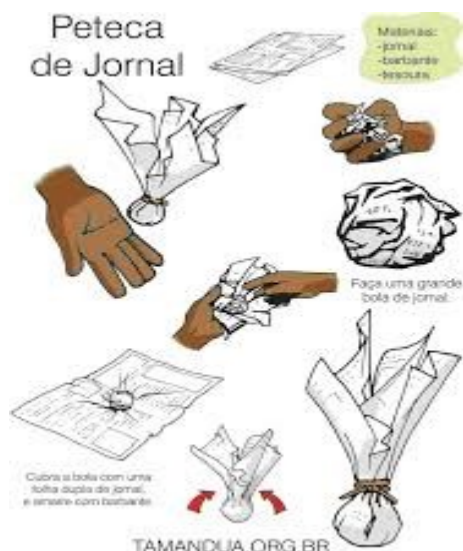 Peteca
de Jornal
Materiais:
-jornal
-barbante
-tesoura
Faça uma grande
bola de jornal.
Cubra a bola com uma
folha dupla de jornal,
e amarre com barbante
TAMANDUA.ORG.BR